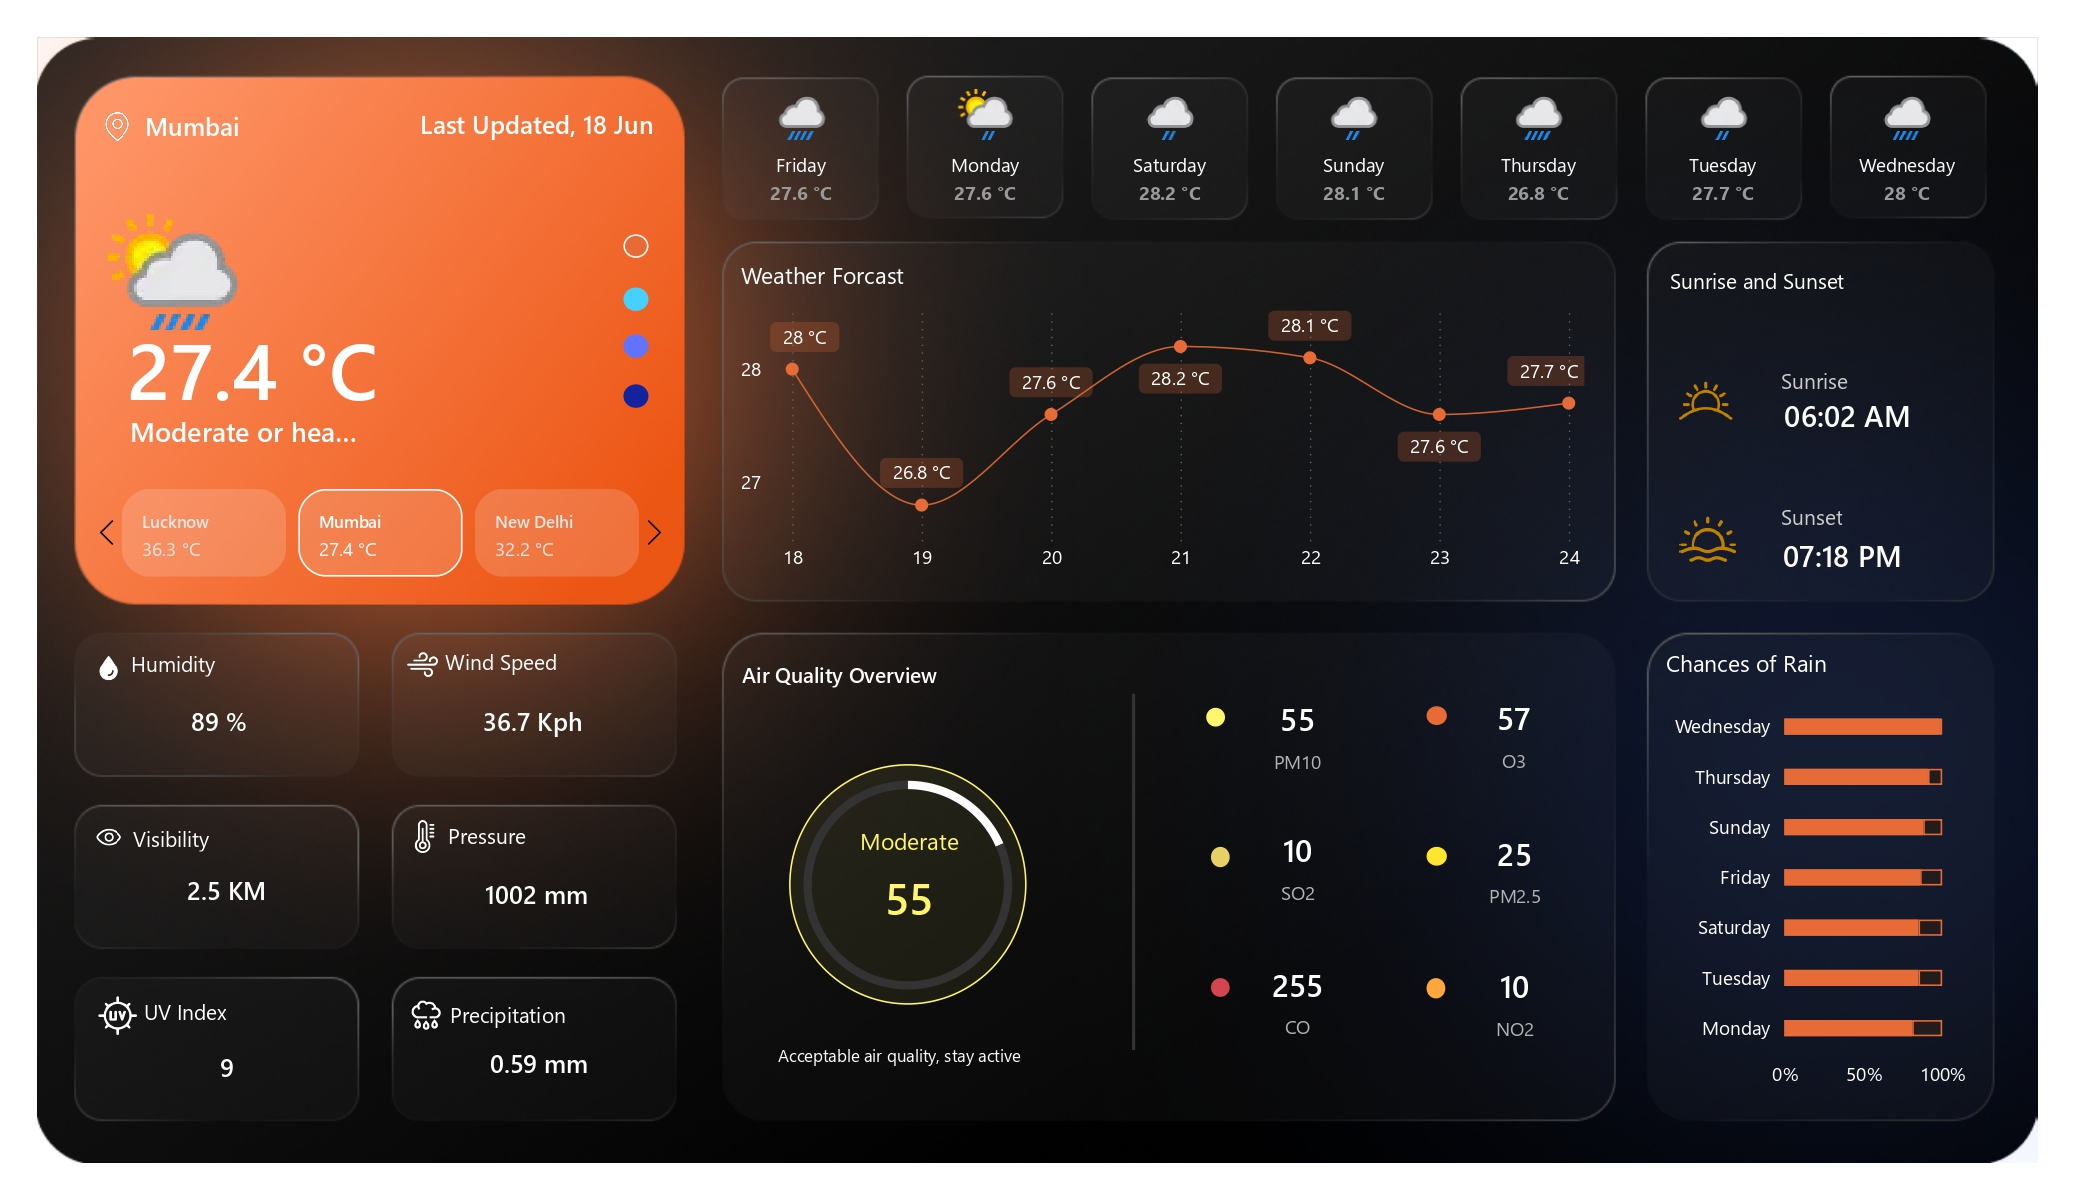 Mumbai
Last Updated, 18 Jun
27.4 °C
Moderate or hea...
Lucknow
36.3 °C
Mumbai
27.4 °C
New Delhi
32.2 °C
Friday
27.6 °C
Monday
27.6 °C
Saturday
28.2 °C
Sunday
28.1 °C
Thursday
26.8 °C
Tuesday
27.7 °C
Wednesday
28 °C
Weather Forcast
28
27
28 °C
26.8 °C
27.6 °C
28.2 °C
28.1 °C
27.6 °C
27.7 °C
18 19 20 21 22 23 24
Sunrise and Sunset
Sunrise
06:02 AM
Sunset
07:18 PM
Humidity
89 %
Wind Speed
36.7 Kph
Visibility
2.5 KM
Pressure
1002 mm
UV
UV Index
9
Precipitation
0.59 mm
Air Quality Overview
Moderate
55
Acceptable air quality, stay active
55
PM10
57
O3
10
SO2
25
PM2.5
255
CO
10
NO2
Chances of Rain
Wednesday
Thursday
Sunday
Friday
Saturday
Tuesday
Monday
0% 50% 100%